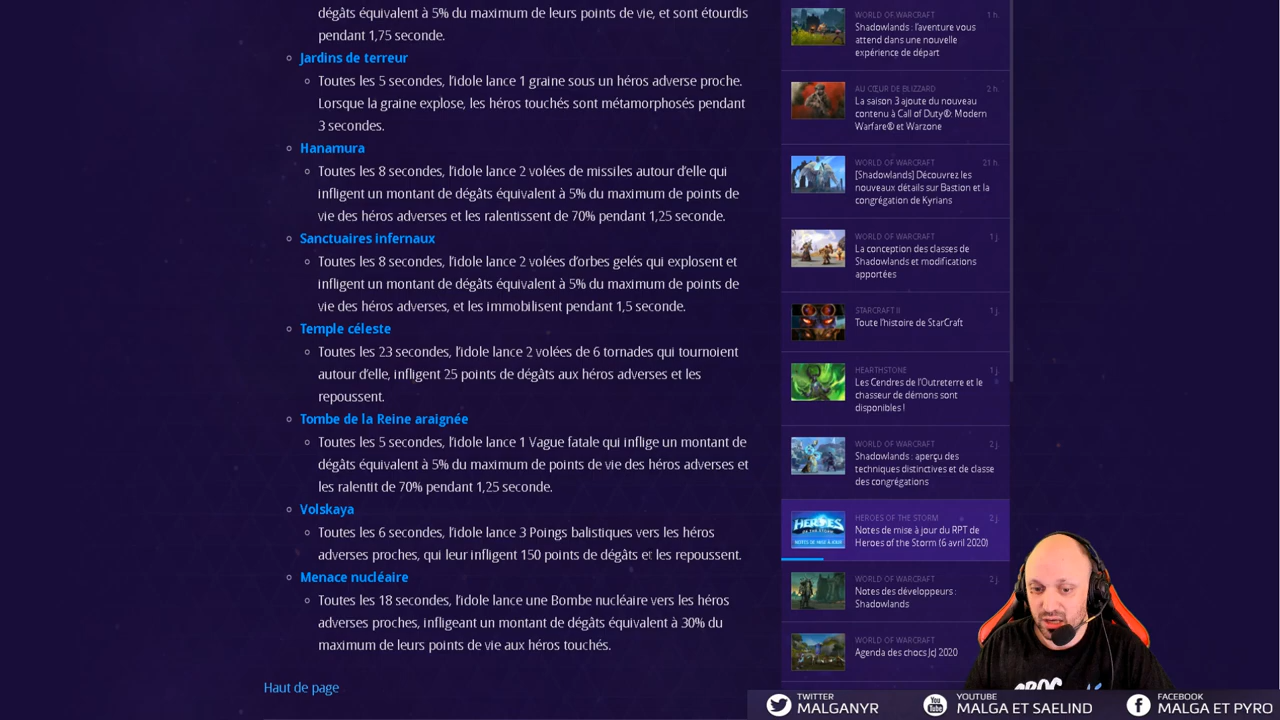 dégâts équivalent à 5% du maximum de leurs points de vie, et sont étourdis
pendant 1,75 seconde.
Jardins de terreur
Toutes les 5 secondes, l'idole lance 1 graine sous un héros adverse proche.
Lorsque la graine explose, les héros touchés sont métamorphosés pendant
3 secondes.
Hanamura
Toutes les 8 secondes, l'idole lance 2 volées de missiles autour d'elle qui
infligent un montant de dégâts équivalent à 5% du maximum de points de
vie des héros adverses et les ralentissent de 70% pendant 1,25 seconde.
Sanctuaires infernaux
Toutes les 8 secondes, l'idole lance 2 volées d'orbes gelés qui explosent et
infligent un montant de dégâts équivalent à 5% du maximum de points de
vie des héros adverses, et les immobilisent pendant 1,5 seconde.
Temple céleste
Toutes les 23 secondes, l'idole lance 2 volées de 6 tornades qui tournoient
autour d'elle, infligent 25 points de dégâts aux héros adverses et les
repoussent.
Tombe de la Reine araignée
Toutes les 5 secondes, l'idole lance 1 Vague fatale qui inflige un montant de
dégâts équivalent à 5% du maximum de points de vie des héros adverses et
les ralentit de 70% pendant 1,25 seconde.
Volskaya
Toutes les 6 secondes, l'idole lance 3 Poings balistiques vers les héros
adverses proches, qui leur infligent 150 points de dégâts et les repoussent.
Menace nucléaire
Toutes les 18 secondes, l'idole lance une Bombe nucléaire vers les héros
adverses proches, infligeant un montant de dégâts équivalent à 30% du
maximum de leurs points de vie aux héros touchés.
Haut de page
WORLD OF WARCRAFT 1 h.
Shadowlands : l'aventure vous
attend dans une nouvelle
expérience de départ
AU CŒUR DE BLIZZARD 2 h.
La saison 3 ajoute du nouveau
contenu à Call of Duty®: Modern
Warfare® et Warzone
WORLD OF WARCRAFT 21 h.
[Shadowlands] Découvrez les
nouveaux détails sur Bastion et la
congrégation de Kyrians
WORLD OF WARCRAFT 1 j.
La conception des classes de
Shadowlands et modifications
apportées
STARCRAFT II 1 j.
Toute l'histoire de StarCraft
HEARTHSTONE 1 j.
Les Cendres de l'Outreterre et le
chasseur de démons sont
disponibles !
WORLD OF WARCRAFT 2 j.
Shadowlands : aperçu des
techniques distinctives et de classe
des congrégations
HEROES OF THE STORM 2 j.
Notes de mise à jour du RPT de
Heroes of the Storm (6 avril 2020)
HEROES
NOTES DE MISE À JOUR
WORLD OF WARCRAFT 2 j.
Notes des développeurs :
Shadowlands
WORLD OF WARCRAFT
Agenda des chocs JcJ 2020
TWITTER
MALGANYR
YOUTUBE
MALGA ET SAELIND
FACEBOOK
MALGA ET PYRO